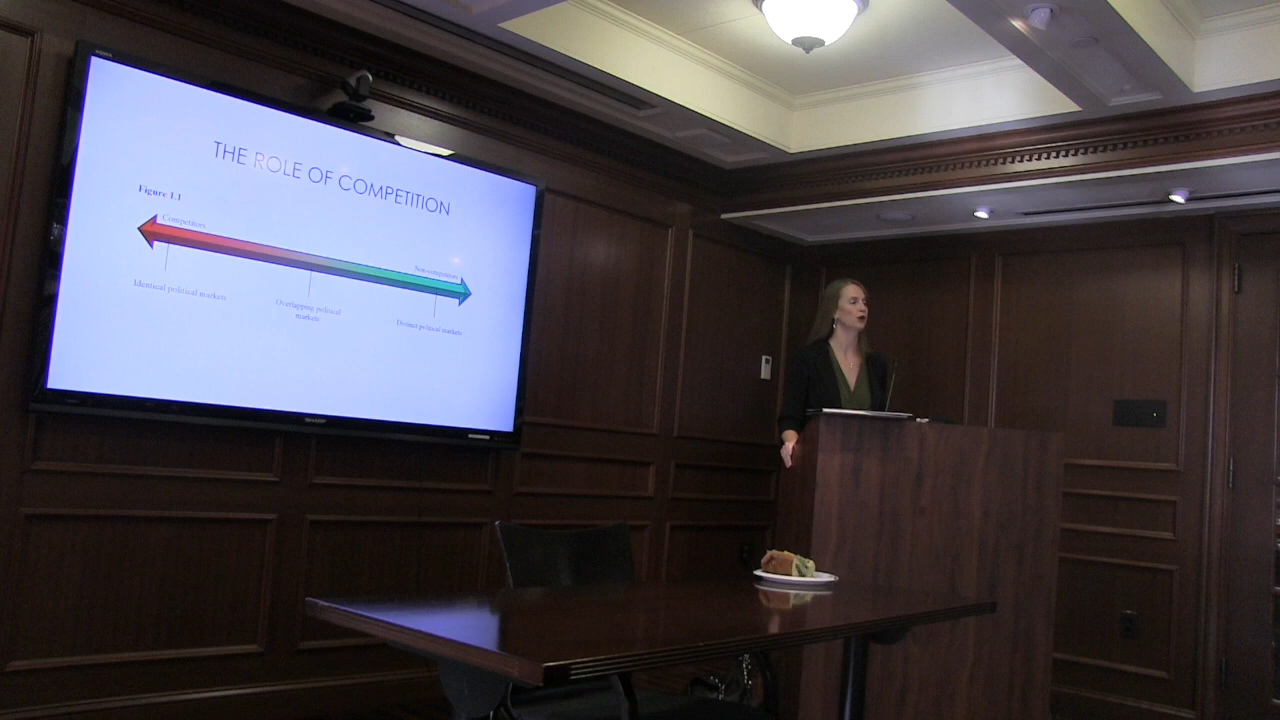 THE ROLE OF COMPETITION
Figure 1.1
Competitors
Non-competitors
Identical political markets
Overlapping political
markets
Distinct political markets
SHARP